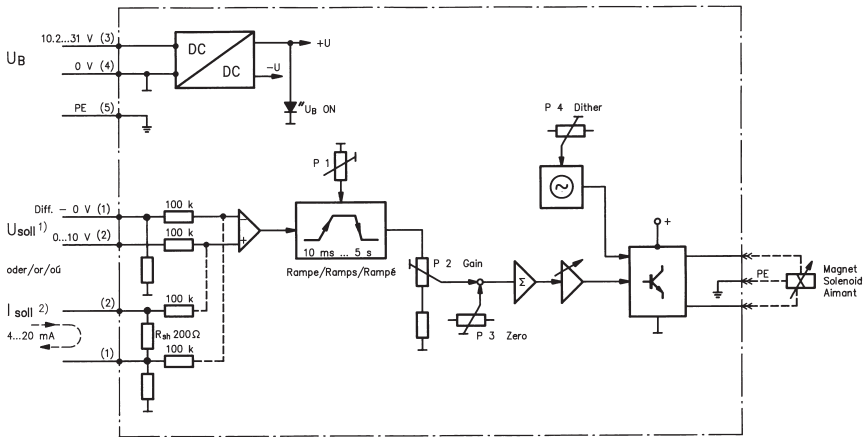 U_B
10.2...31 V (3)
0 V (4)
PE (5)
DC
DC
+U
-U
"U_B ON
P 4 Dither
P 1
Diff. – 0 V (1)
U_soll 1)
0...10 V (2)
100 k
100 k
–
+
10 ms ... 5 s
Rampe/Ramps/Rampé
P 2 Gain
P 3 Zero
Σ
+
PE
Magnet
Solenoid
Aimant
oder/or/oů
I_soll 2)
(2)
100 k
4...20 mA
R_sh 200Ω
(1)
100 k